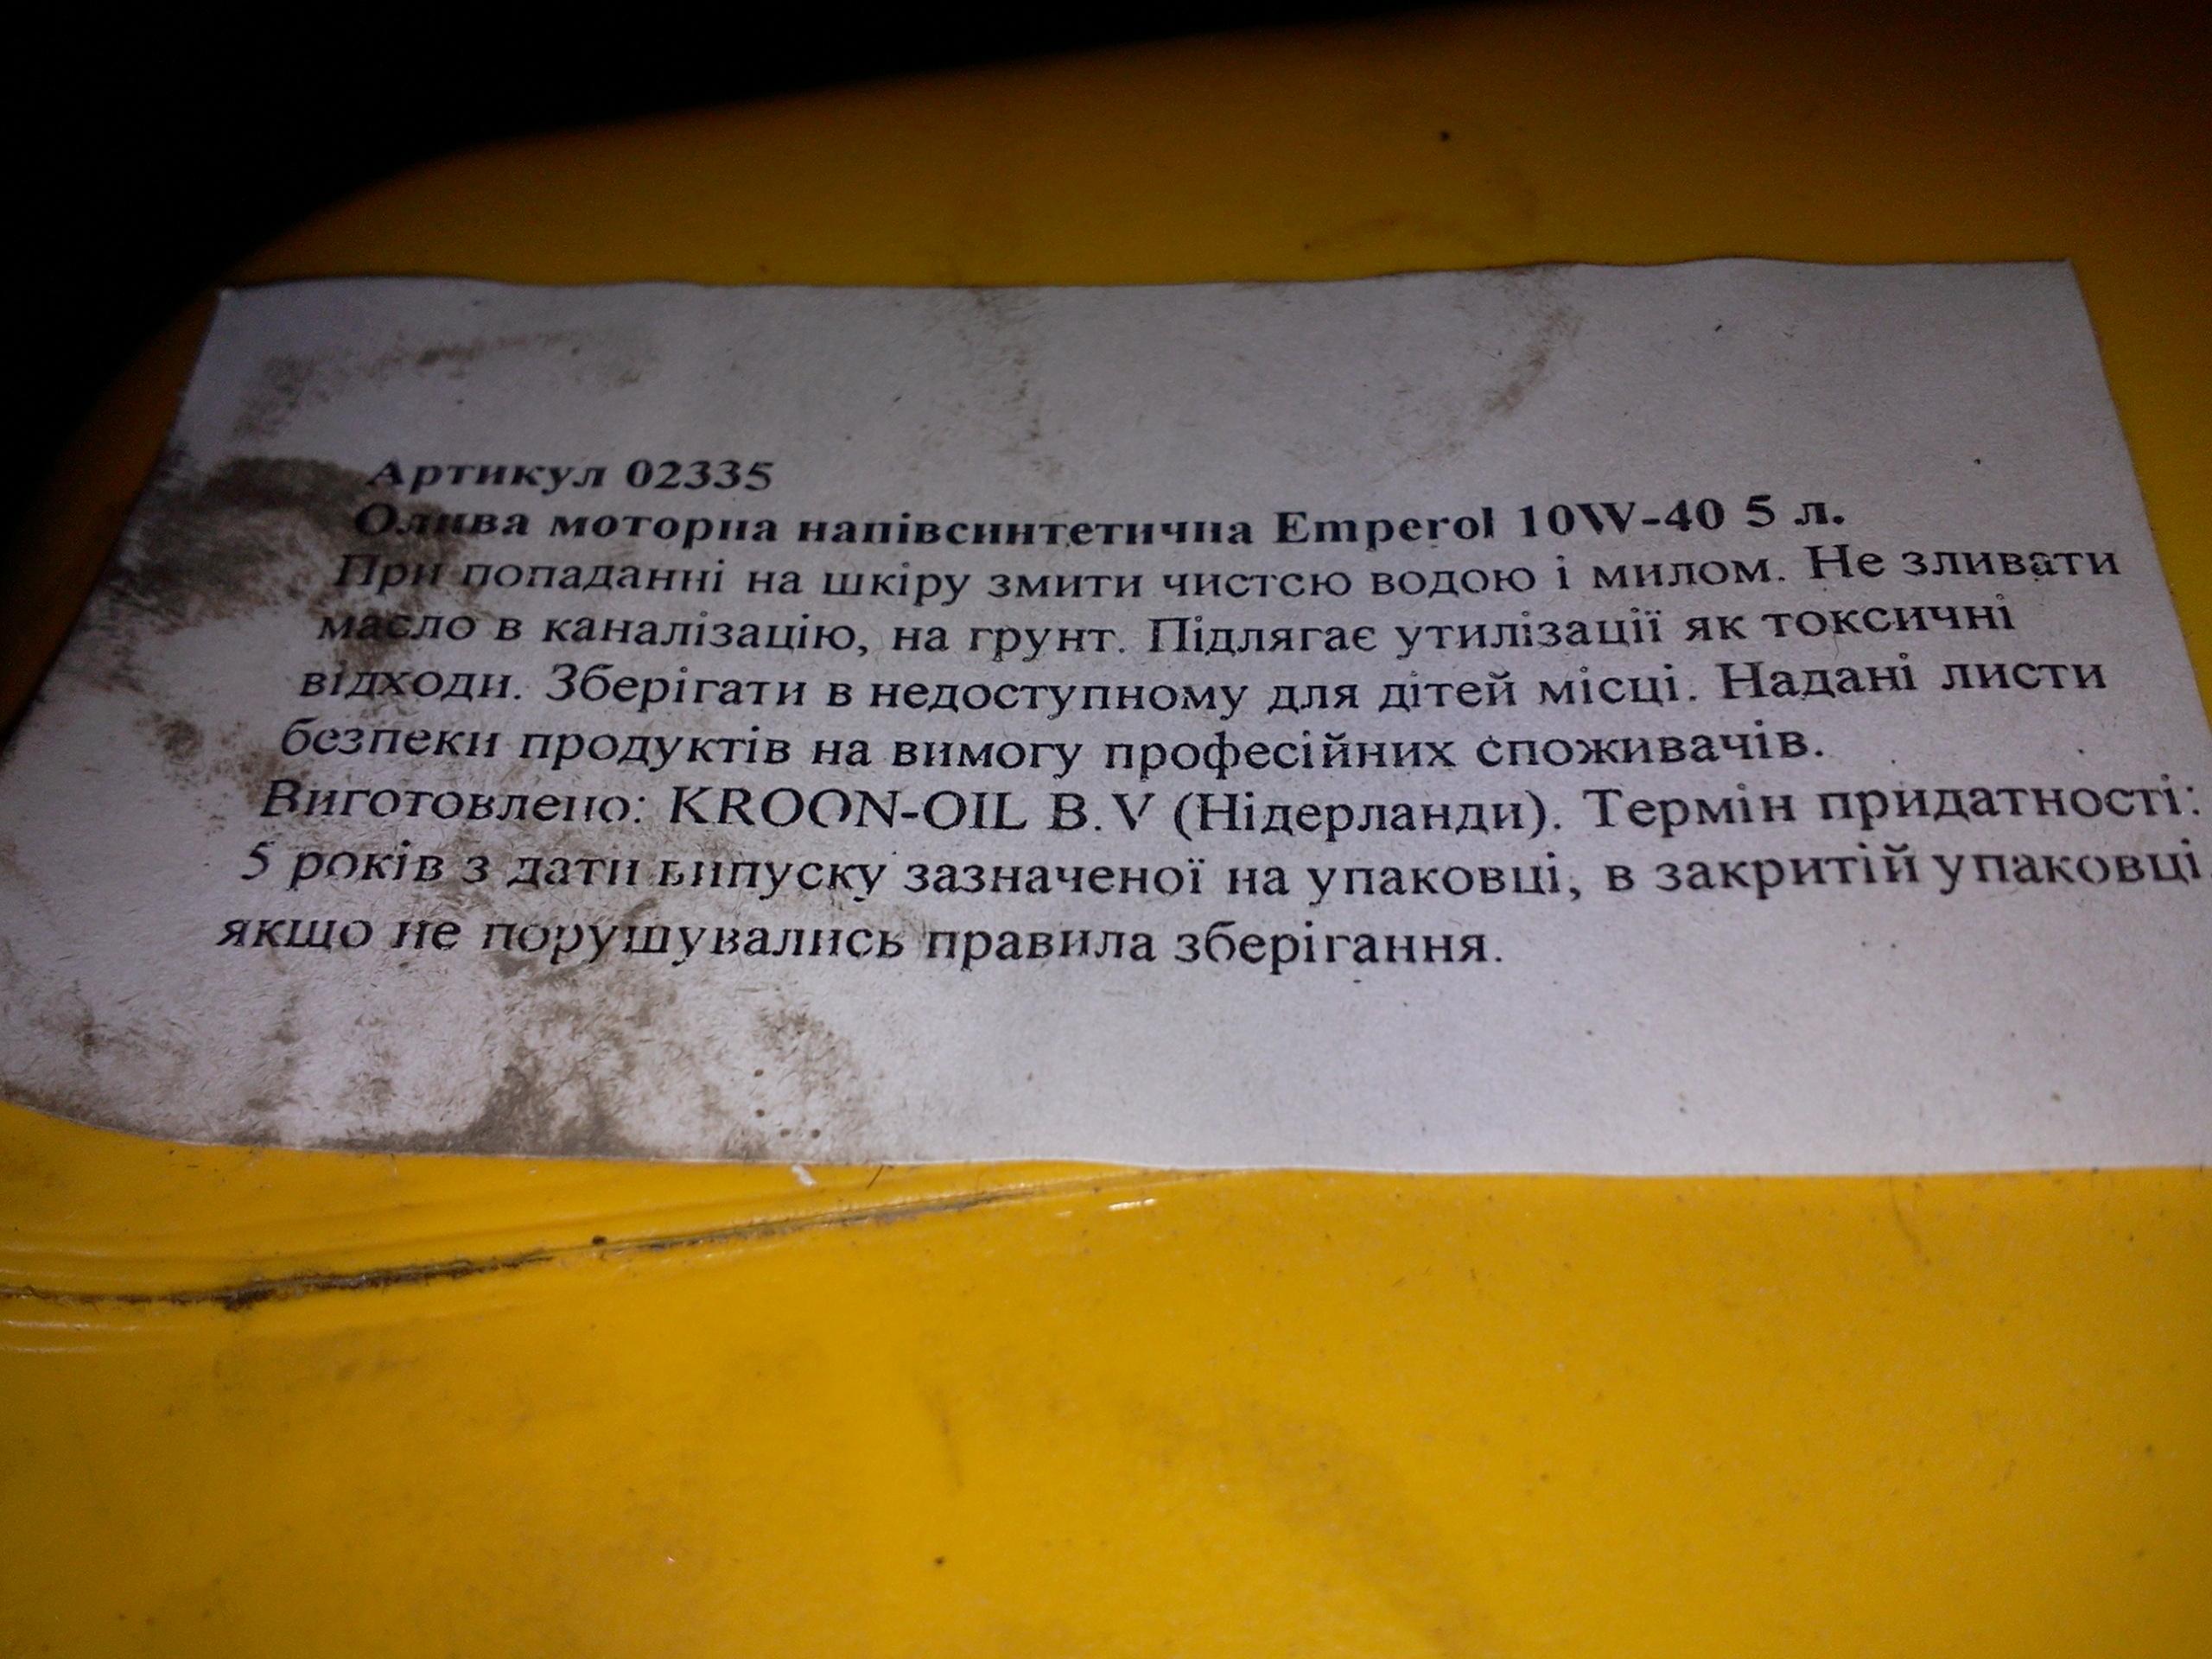 Артикул 02335
Олива моторна напівсинтетична Emperol 10W-40 5 л.
При попаданні на шкіру змити чистою водою і милом. Не зливати
масло в каналізацію, на грунт. Підлягає утилізації як токсичні
відходи. Зберігати в недоступному для дітей місці. Надані листи
безпеки продуктів на вимогу професійних споживачів.
Виготовлено: KROON-OIL B.V (Нідерланди). Термін придатності:
5 років з дати випуску зазначеної на упаковці, в закритій упаковці
якщо не порушувались правила зберігання.